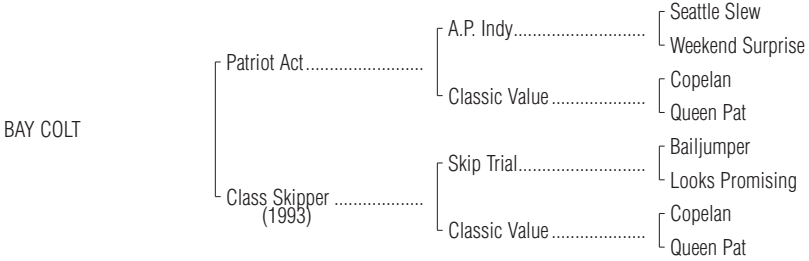 Seattle Slew
A.P. Indy..............................
Weekend Surprise
Patriot Act...........................
Copelan
Classic Value.....................
Queen Pat
BAY COLT
Bailjumper
Skip Trial.............................
Looks Promising
Class Skipper ....................
(1993)
Copelan
Classic Value.....................
Queen Pat